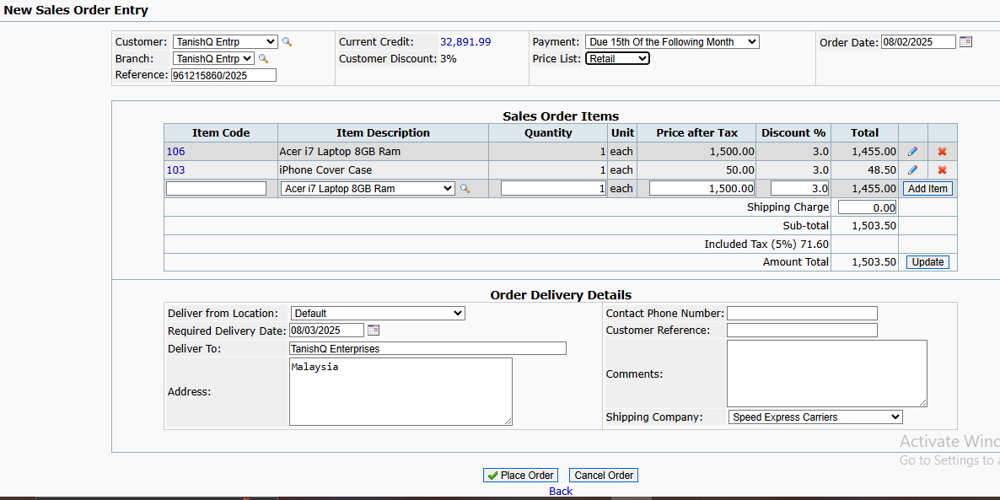 New Sales Order Entry
Customer: TanishQ Entrp Current Credit: 32,891.99 Payment: Due 15th Of the Following Month Order Date: 08/02/2025
Branch: TanishQ Entrp Customer Discount: 3% Price List: Retail
Reference: 961215860/2025
Sales Order Items
Item Code Item Description Quantity Unit Price after Tax Discount % Total
106 Acer i7 Laptop 8GB Ram 1 each 1,500.00 3.0 1,455.00
103 iPhone Cover Case 1 each 50.00 3.0 48.50
Acer i7 Laptop 8GB Ram 1 each 1,500.00 3.0 1,455.00 Add Item
Shipping Charge 0.00
Sub-total 1,503.50
Included Tax (5%) 71.60
Amount Total 1,503.50 Update
Order Delivery Details
Deliver from Location: Default Contact Phone Number:
Required Delivery Date: 08/03/2025 Customer Reference:
Deliver To: TanishQ Enterprises
Malaysia
Address: Comments:
Shipping Company: Speed Express Carriers
Activate Wind
Go to Settings to a
Place Order Cancel Order
Back